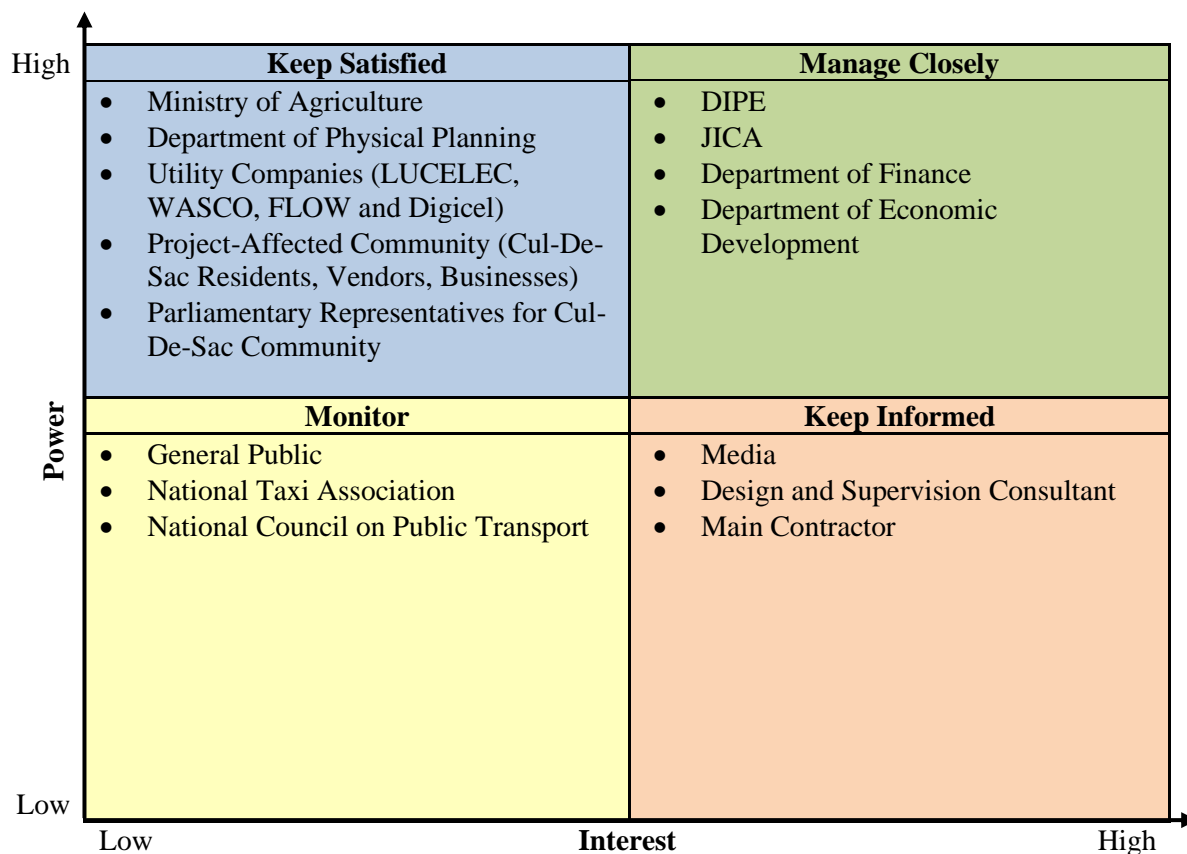 High
Keep Satisfied
• Ministry of Agriculture
• Department of Physical Planning
• Utility Companies (LUCELEC,
WASCO, FLOW and Digicel)
• Project-Affected Community (Cul-De-
Sac Residents, Vendors, Businesses)
• Parliamentary Representatives for Cul-
De-Sac Community
Manage Closely
• DIPE
• JICA
• Department of Finance
• Department of Economic
Development
Power
Monitor
• General Public
• National Taxi Association
• National Council on Public Transport
Keep Informed
• Media
• Design and Supervision Consultant
• Main Contractor
Low
Low
Interest
High